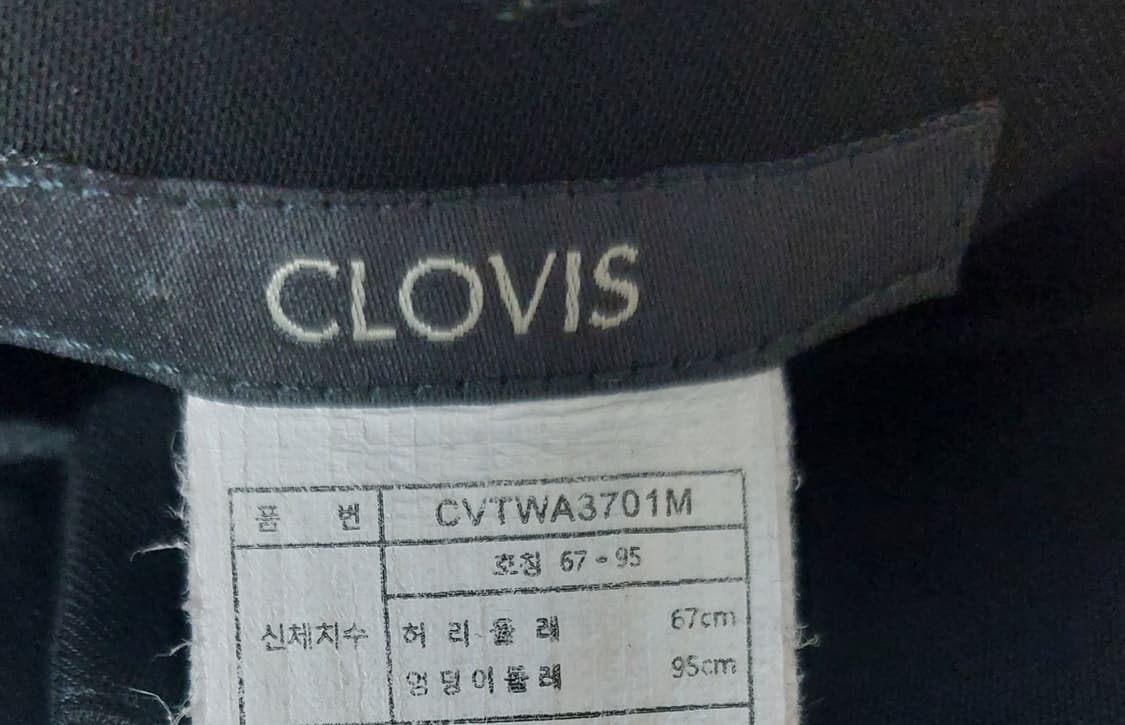 CLOVIS
품 번 CVTWA3701M
호칭 67-95
신체치수
허리둘레 67cm
엉덩이둘레 95cm